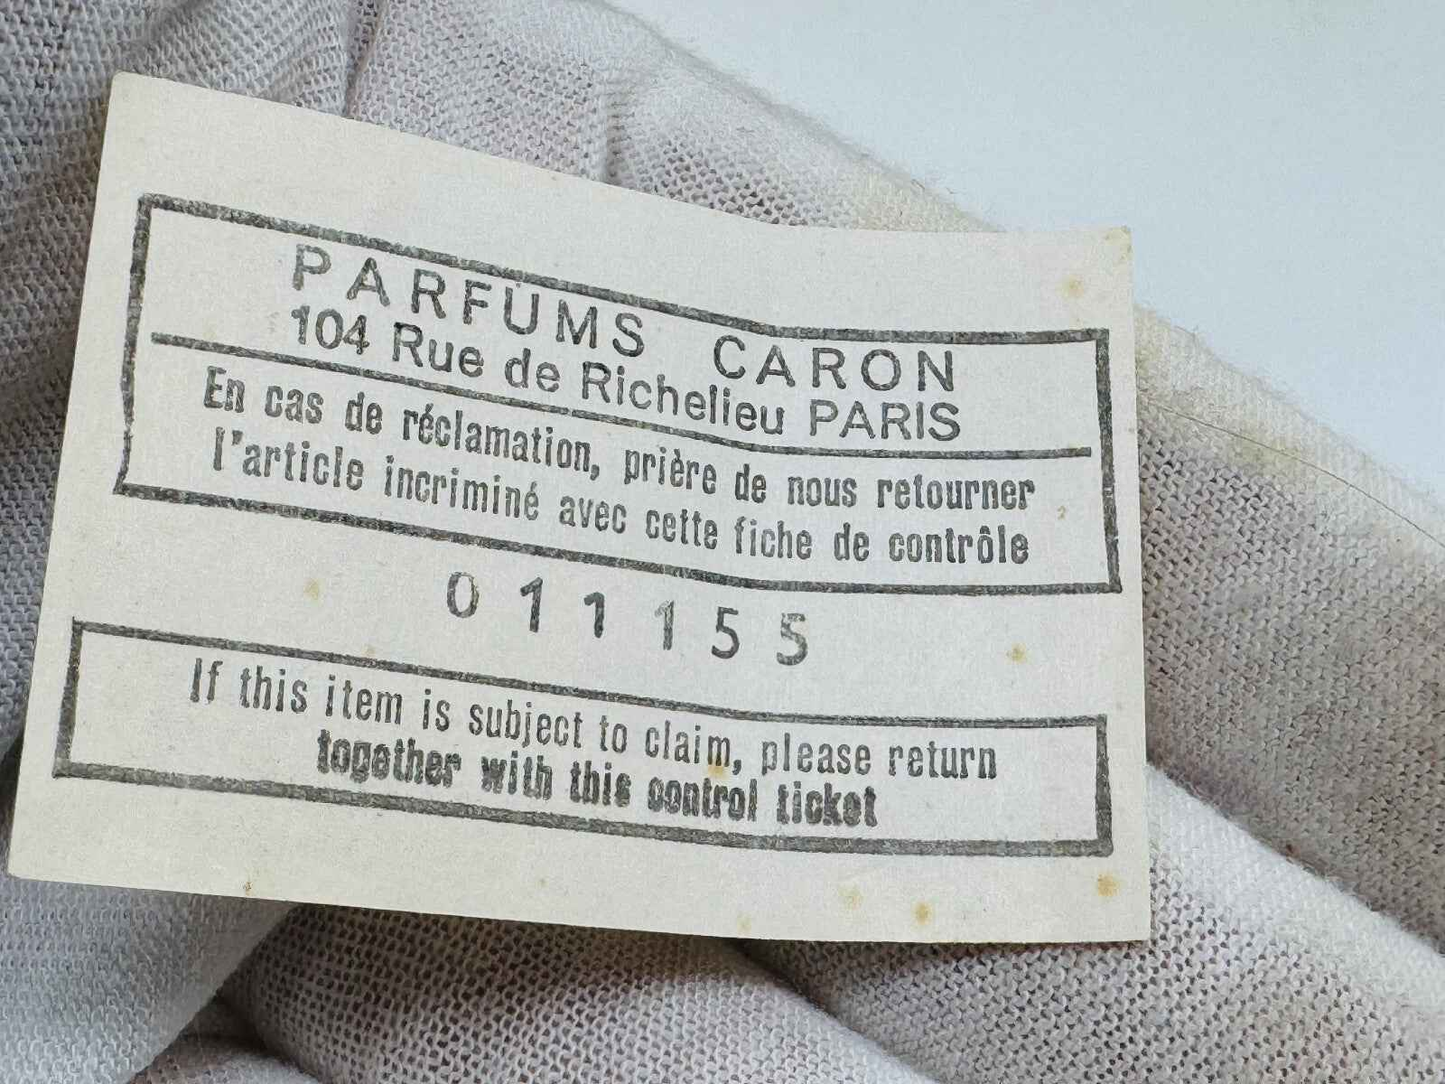 PARFUMS CARON
104 Rue de Richelieu PARIS
En cas de réclamation, prière de nous retourner
l'article incriminé avec cette fiche de contrôle
011155
If this item is subject to claim, please return
together with this control ticket